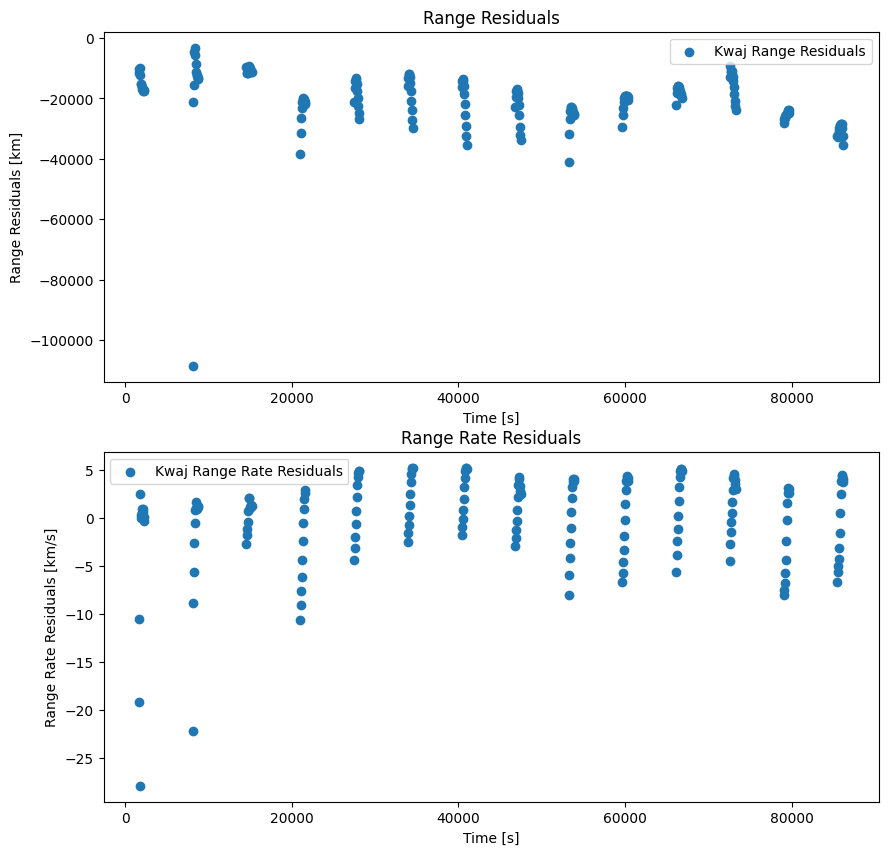 Range Residuals
Kwaj Range Residuals
Range Residuals [km]
0
−20000
−40000
−60000
−80000
−100000
0 20000 40000 60000 80000
Time [s]
Range Rate Residuals
Kwaj Range Rate Residuals
Range Rate Residuals [km/s]
5
0
−5
−10
−15
−20
−25
0 20000 40000 60000 80000
Time [s]